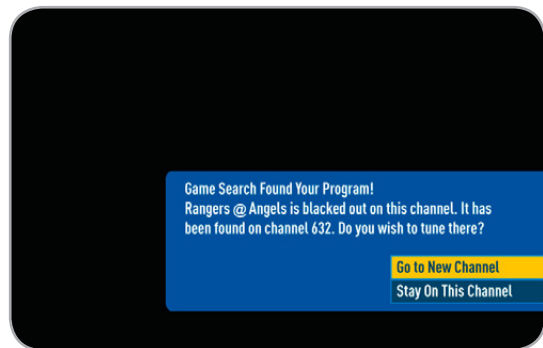 Game Search Found Your Program!
Rangers @ Angels is blacked out on this channel. It has
been found on channel 632. Do you wish to tune there?
Go to New Channel
Stay On This Channel